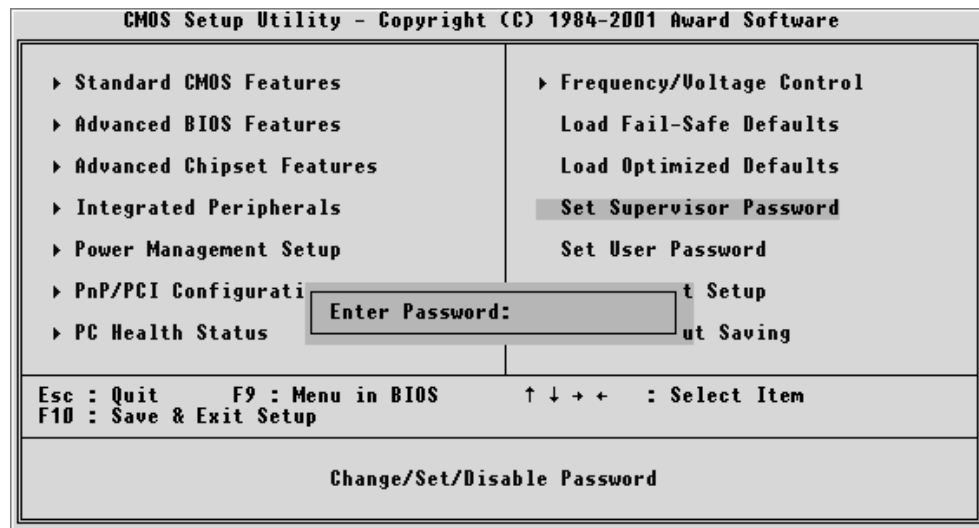 CMOS Setup Utility - Copyright (C) 1984-2001 Award Software
Standard CMOS Features
Advanced BIOS Features
Advanced Chipset Features
Integrated Peripherals
Power Management Setup
PnP/PCI Configurati
PC Health Status
Frequency/Voltage Control
Load Fail-Safe Defaults
Load Optimized Defaults
Set Supervisor Password
Set User Password
t Setup
ut Saving
Enter Password:
Esc : Quit F9 : Menu in BIOS ↑ ↓ → ← : Select Item
F10 : Save & Exit Setup
Change/Set/Disable Password